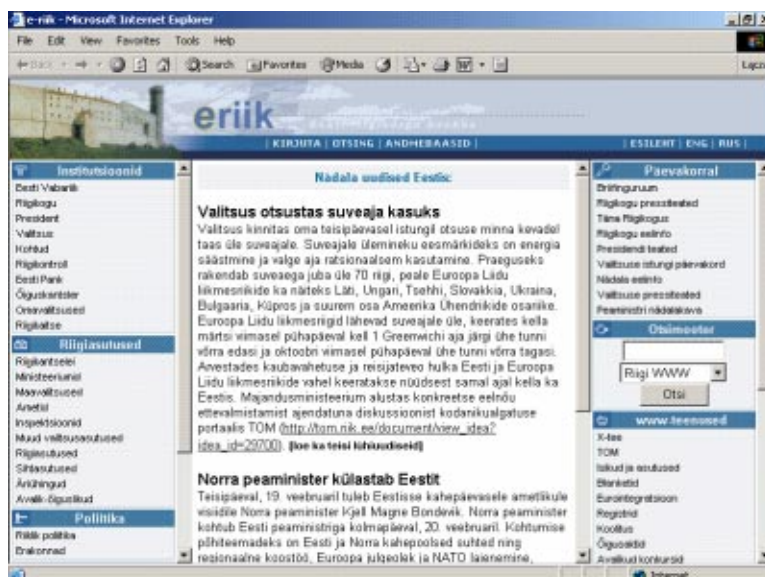 e-riik - Microsoft Internet Explorer
File Edit View Favorites Tools Help
Back Search Favorites Media
eriik
KIRJUTA | OTSING | ANDMEBAASID |
| ESILEHT | ENG | RUS |
Institutsioonid
Eesti Vabariik
Riigikogu
President
Valitsus
Kohtud
Riigikontroll
Eesti Pank
Õiguskantsler
Omavalitsused
Riigikaitse
Riigiasutused
Riigikantselei
Ministeeriumid
Maavalitsused
Ametid
Inspektsioonid
Muud valitsusasutused
Riigiasutused
Sihtasutused
Äriühingud
Avalik-õiguslikud
Poliitika
Riiklik poliitika
Erakonnad
Nädala uudised Eestis:
Valitsus otsustas suveaja kasuks
Valitsus kinnitas oma teisipäevasel istungil otsuse minna kevadel
taas üle suveajale. Suveajale ülemineku eesmärkideks on energia
säästmine ja valge aja ratsionaalsem kasutamine. Praeguseks
rakendab suveaega juba üle 70 riigi, peale Euroopa Liidu
liikmesriikide ka näiteks Läti, Ungari, Tsehhi, Slovakkia, Ukraina,
Bulgaaria, Küpros ja suurem osa Ameerika Ühendriikide osariike.
Euroopa Liidu liikmesriigid lähevad suveajale üle, keerates kella
märtsi viimasel pühapäeval kell 1 Greenwichi aja järgi ühe tunni
võrra edasi ja oktoobri viimasel pühapäeval ühe tunni võrra tagasi.
Arvestades kaubavahetuse ja reisijateveo hulka Eesti ja Euroopa
Liidu liikmesriikide vahel keeratakse nüüdsest samal ajal kella ka
Eestis. Majandusministeerium alustas konkreetse eelnõu
ettevalmistamist ajendatuna diskussioonist kodanikualgatuse
portaalis TOM (http://tom.riik.ee/document/view_idea?
idea_id=29700). (loe ka teisi lühiuudiseid)
Norra peaminister külastab Eestit
Teisipäeval, 19. veebruaril tuleb Eestisse kahepäevasele ametlikule
visiidile Norra peaminister Kjell Magne Bondevik. Norra peaminister
kohtub Eesti peaministriga kolmapäeval, 20. veebruaril. Kohtumise
põhiteemadeks on Eesti ja Norra kahepoolsed suhted ning
regionaalne koostöö, Euroopa julgeolek ja NATO laienemine,
Päevakorral
Briifinguruum
Riigikogu pressiteated
Täna Riigikogus
Riigikogu eelinfo
Presidendi teated
Valitsuse istungi päevakord
Nädala eelinfo
Valitsuse pressiteated
Peaministri nädalakava
Otsimootor
Riigi WWW
Otsi
www-teenused
X-tee
TOM
Isikud ja asutused
Blanketid
Eurointegratsioon
Registrid
Koolitus
Õigusaktid
Avalikud konkursid
Internet